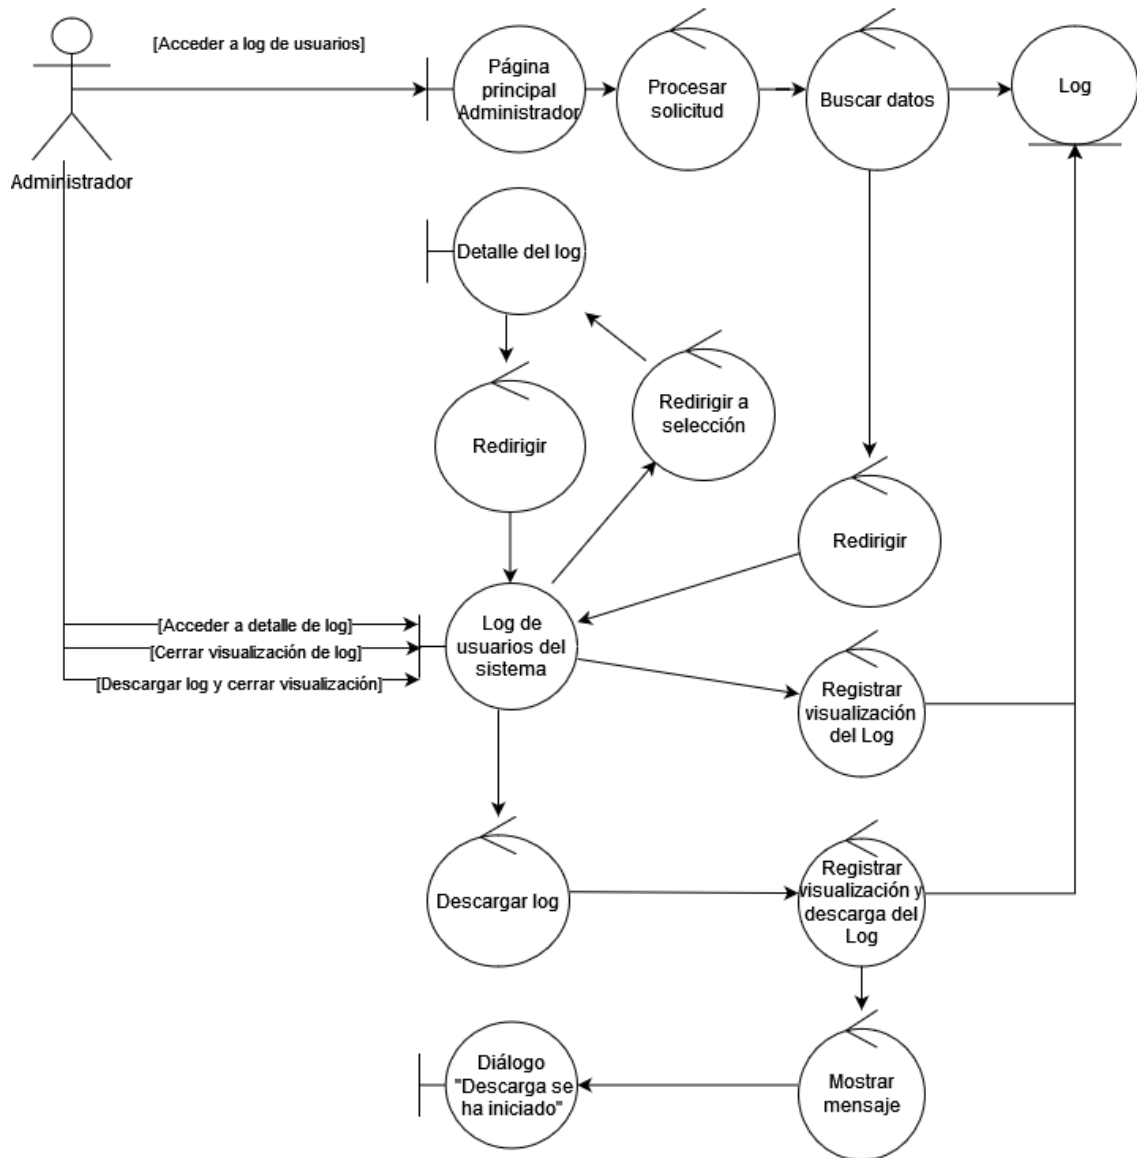 [Acceder a log de usuarios]
Página
principal
Administrador
Procesar
solicitud
Buscar datos
Log
Administrador
Detalle del log
Redirigir a
selección
Redirigir
Redirigir
[Acceder a detalle de log]
[Cerrar visualización de log]
[Descargar log y cerrar visualización]
Log de
usuarios del
sistema
Registrar
visualización
del Log
Descargar log
Registrar
visualización y
descarga del
Log
Diálogo
"Descarga se
ha iniciado"
Mostrar
mensaje